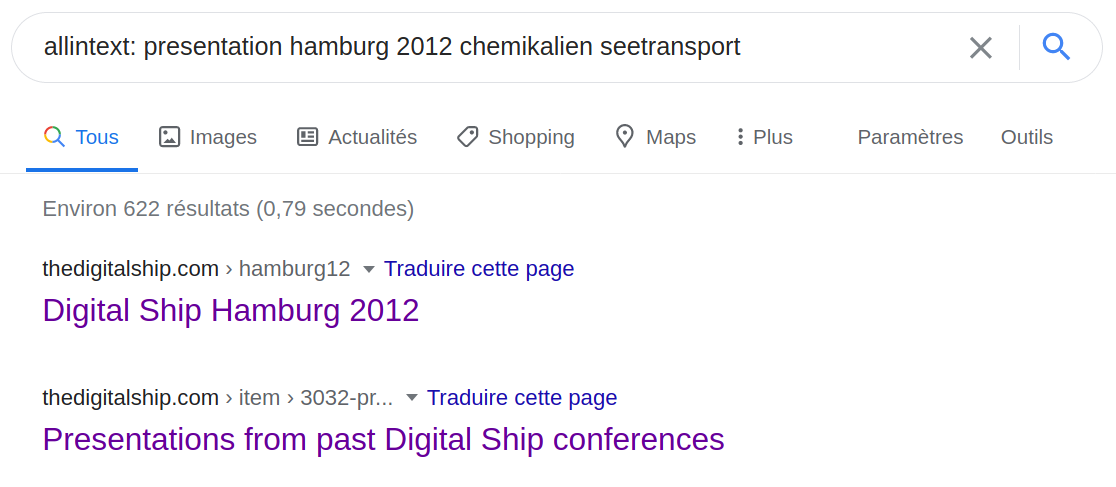 allintext: presentation hamburg 2012 chemikalien seetransport
Tous Images Actualités Shopping Maps Plus Paramètres Outils
Environ 622 résultats (0,79 secondes)
thedigitalship.com › hamburg12 Traduire cette page
Digital Ship Hamburg 2012
thedigitalship.com › item › 3032-pr... Traduire cette page
Presentations from past Digital Ship conferences